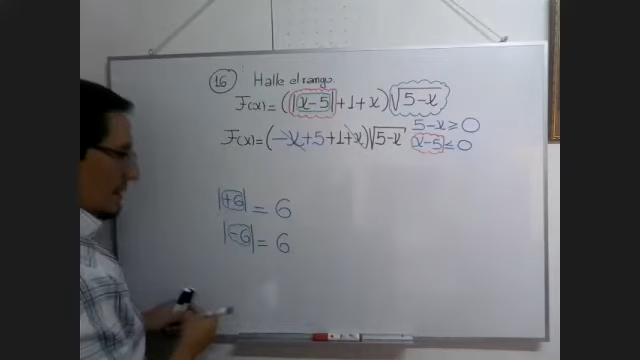 16 Halle el rango.
F(x) = (|x-5|+1+x)√5-x
5-x ≥ 0
F(x) = (-x+5+1+x)√5-x
x-5 ≤ 0
|+6| = 6
|-6| = 6